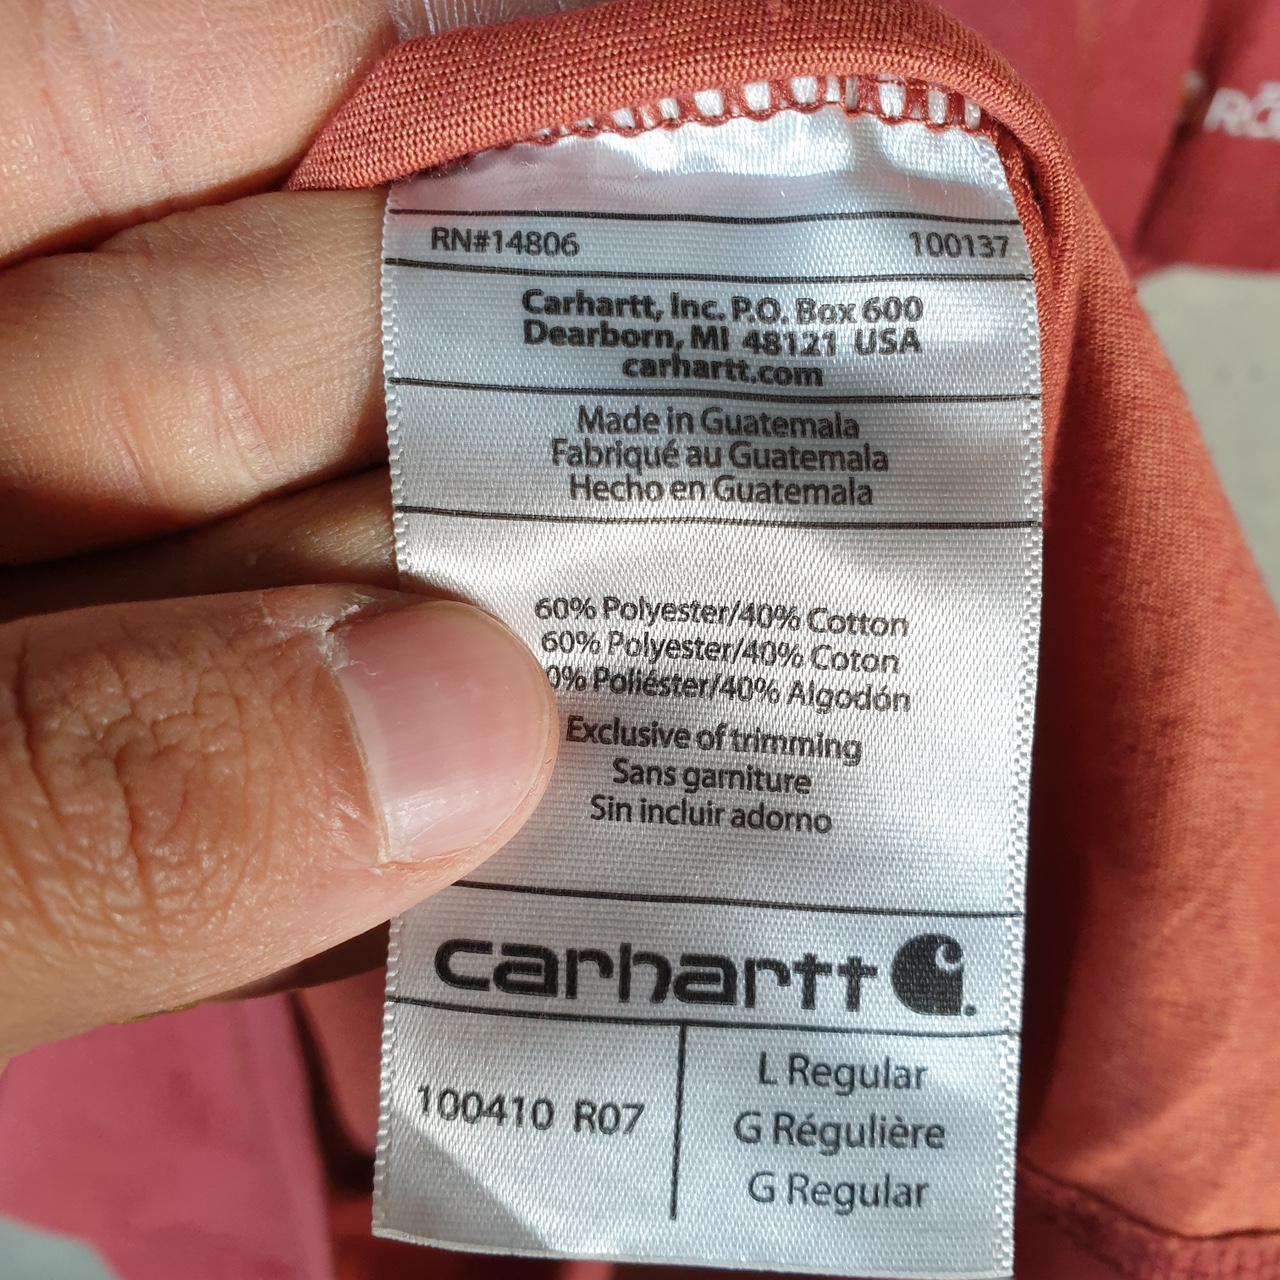 RN#14806 100137
Carhartt, Inc. P.O. Box 600
Dearborn, MI 48121 USA
carhartt.com
Made in Guatemala
Fabriqué au Guatemala
Hecho en Guatemala
60% Polyester/40% Cotton
60% Polyester/40% Coton
0% Poliéster/40% Algodón
Exclusive of trimming
Sans garniture
Sin incluir adorno
carhartt
100410 R07
L Regular
G Régulière
G Regular